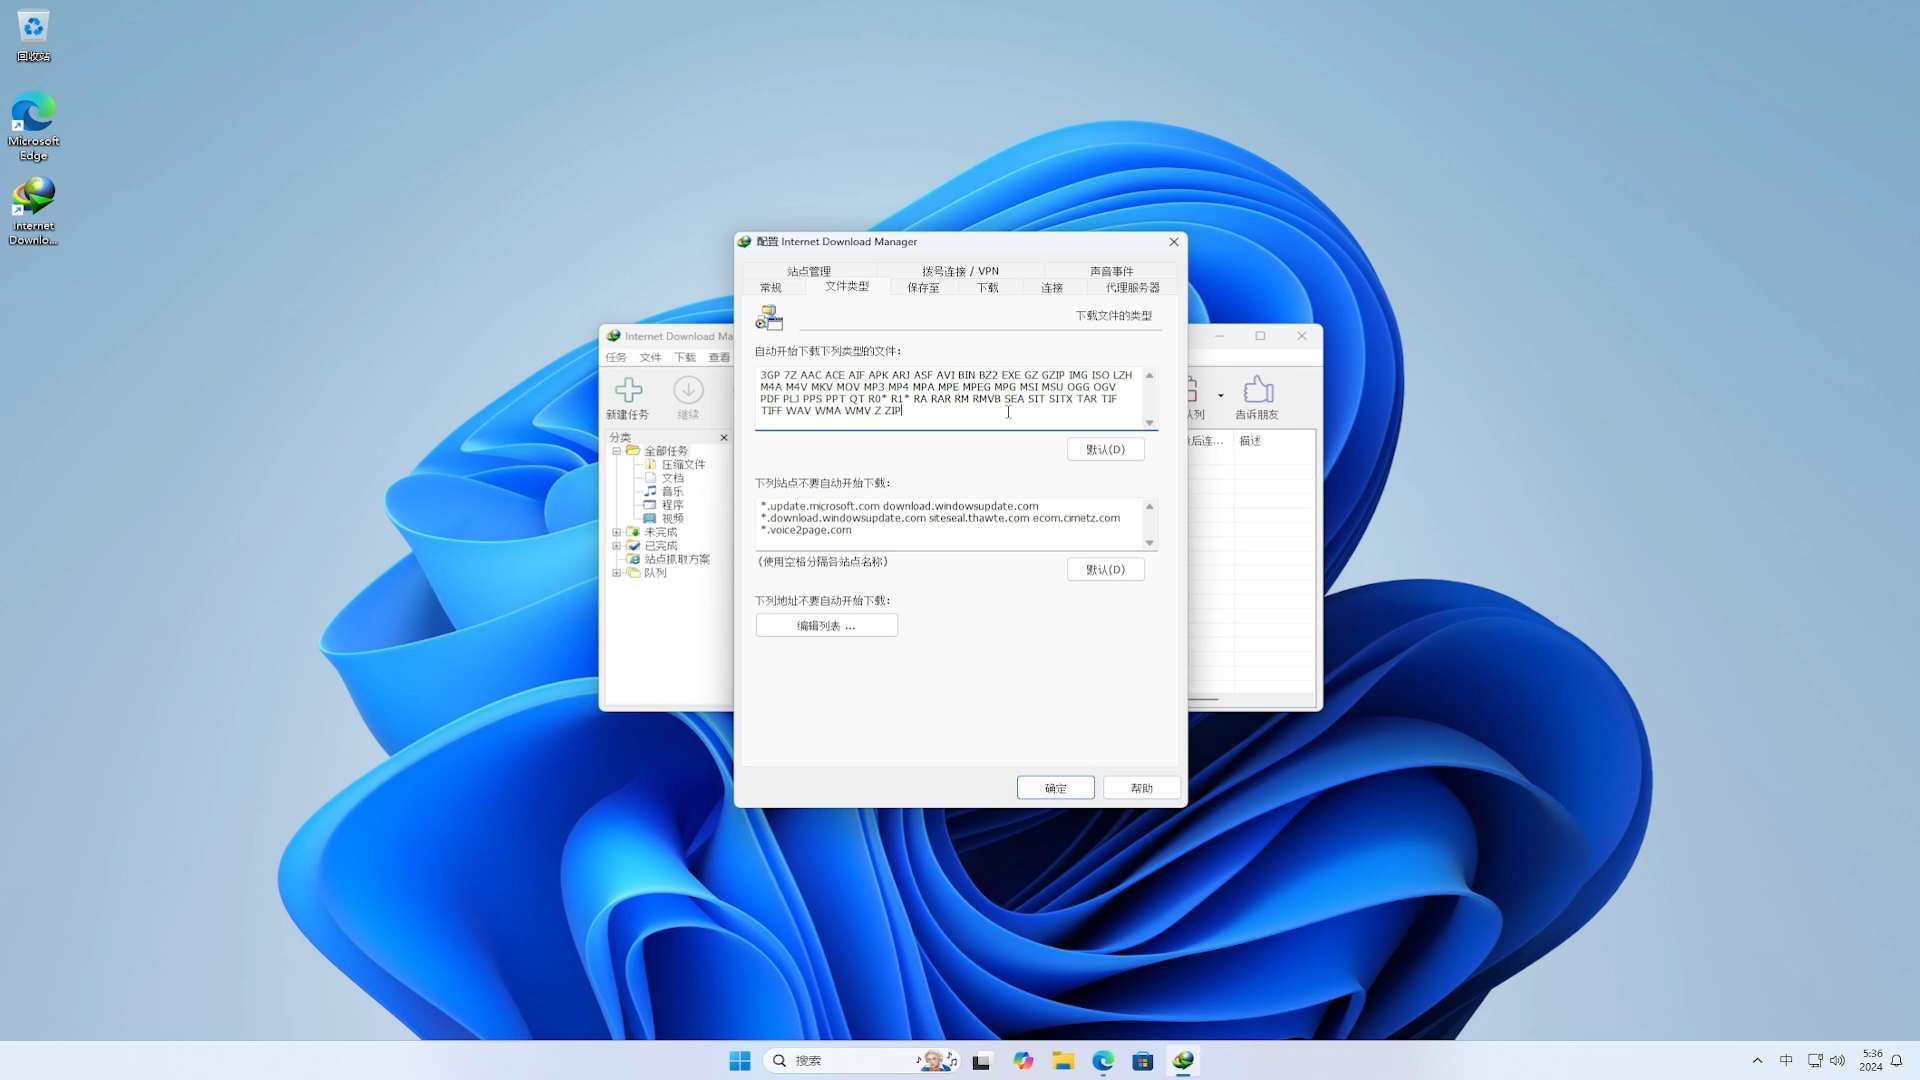 回收站
Microsoft
Edge
Internet
Downlo...
Internet Download Ma
任务 文件 下载 查看
新建任务 继续
队列 告诉朋友
分类
全部任务
压缩文件
文档
音乐
程序
视频
未完成
已完成
站点抓取方案
队列
后连... 描述
配置 Internet Download Manager
站点管理 拨号连接 / VPN 声音事件
常规 文件类型 保存至 下载 连接 代理服务器
下载文件的类型
自动开始下载下列类型的文件:
3GP 7Z AAC ACE AIF APK ARJ ASF AVI BIN BZ2 EXE GZ GZIP IMG ISO LZH
M4A M4V MKV MOV MP3 MP4 MPA MPE MPEG MPG MSI MSU OGG OGV
PDF PLJ PPS PPT QT R0* R1* RA RAR RM RMVB SEA SIT SITX TAR TIF
TIFF WAV WMA WMV Z ZIP
默认(D)
下列站点不要自动开始下载:
*.update.microsoft.com download.windowsupdate.com
*.download.windowsupdate.com siteseal.thawte.com ecom.cimetz.com
*.voice2page.com
(使用空格分隔各站点名称)
默认(D)
下列地址不要自动开始下载:
编辑列表 ...
确定 帮助
搜索
中
5:36
2024